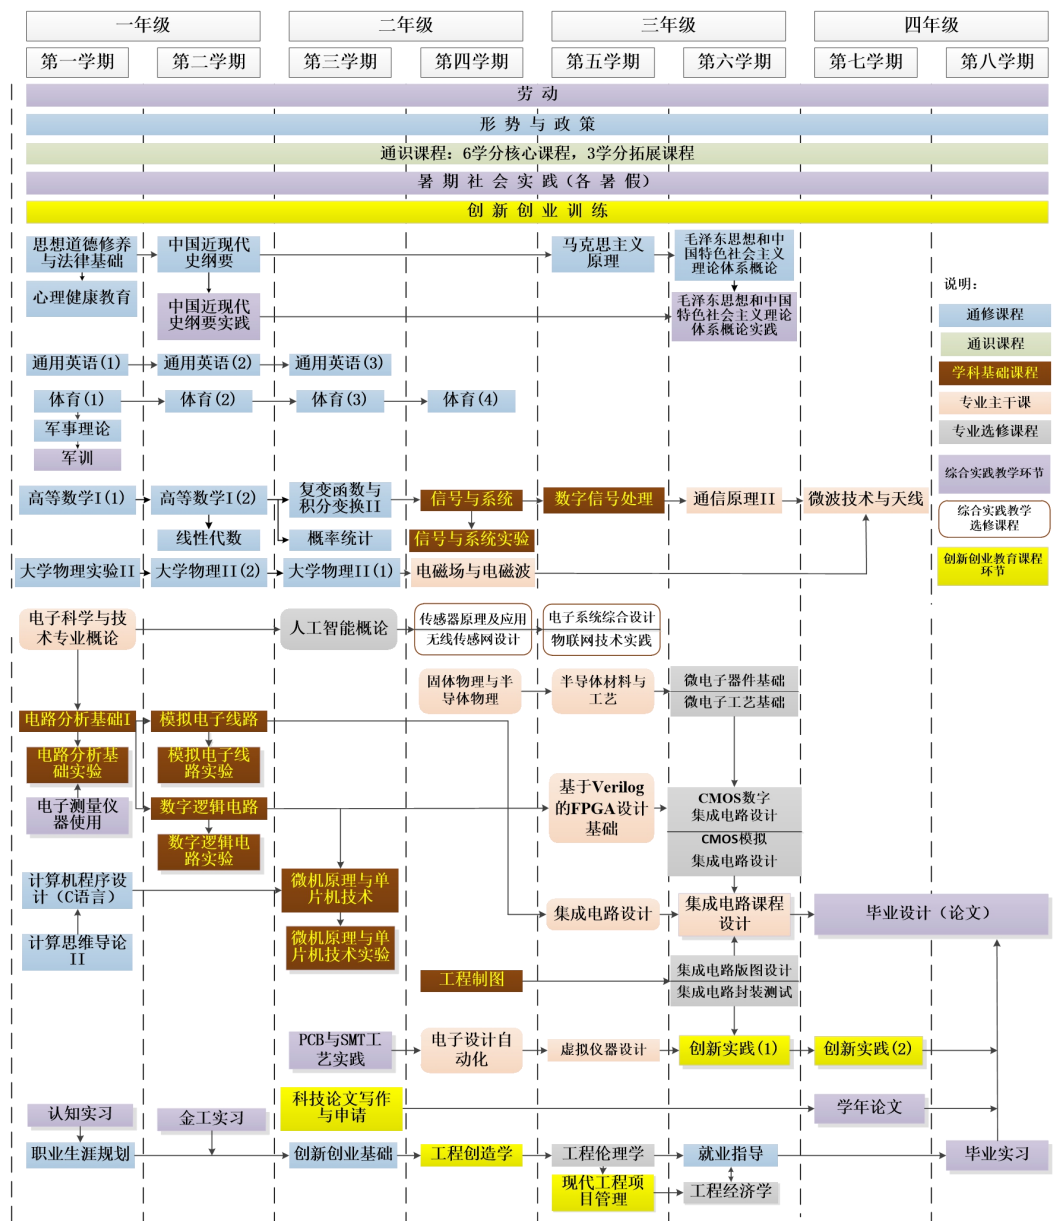 一年级
二年级
三年级
四年级
第一学期
第二学期
第三学期
第四学期
第五学期
第六学期
第七学期
第八学期
劳 动
形 势 与 政 策
通识课程：6学分核心课程，3学分拓展课程
暑 期 社 会 实 践（各 暑 假）
创 新 创 业 训 练
思想道德修养
与法律基础
中国近现代
史纲要
马克思主义
原理
毛泽东思想和中
国特色社会主义
理论体系概论
心理健康教育
中国近现代
史纲要实践
毛泽东思想和中国
特色社会主义理论
体系概论实践
说明：
通修课程
通识课程
学科基础课程
专业主干课
专业选修课程
综合实践教学环节
综合实践教学
选修课程
创新创业教育课程
环节
通用英语(1)
通用英语(2)
通用英语(3)
体育(1)
体育(2)
体育(3)
体育(4)
军事理论
军训
高等数学I(1)
高等数学I(2)
复变函数与
积分变换II
信号与系统
数字信号处理
通信原理II
微波技术与天线
线性代数
概率统计
信号与系统实验
大学物理实验II
大学物理II(2)
大学物理II(1)
电磁场与电磁波
电子科学与技
术专业概论
人工智能概论
传感器原理及应用
无线传感网设计
电子系统综合设计
物联网技术实践
固体物理与半
导体物理
半导体材料与
工艺
微电子器件基础
微电子工艺基础
电路分析基础I
模拟电子线路
电路分析基
础实验
模拟电子线
路实验
电子测量仪
器使用
数字逻辑电路
基于Verilog
的FPGA设计
基础
CMOS数字
集成电路设计
CMOS模拟
集成电路设计
数字逻辑电
路实验
计算机程序设
计（C语言）
微机原理与单
片机技术
集成电路设计
集成电路课程
设计
毕业设计（论文）
计算思维导论
II
微机原理与单
片机技术实验
工程制图
集成电路版图设计
集成电路封装测试
PCB与SMT工
艺实践
电子设计自
动化
虚拟仪器设计
创新实践(1)
创新实践(2)
科技论文写作
与申请
学年论文
认知实习
金工实习
职业生涯规划
创新创业基础
工程创造学
工程伦理学
就业指导
毕业实习
现代工程项
目管理
工程经济学